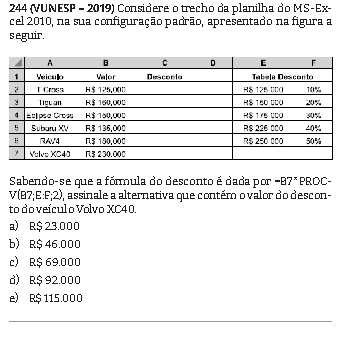 244 (VUNESP – 2019) Considere o trecho da planilha do MS-Ex-
cel 2010, na sua configuração padrão, apresentado na figura a
seguir.
A B C D E F
1 Veículo Valor Desconto Tabela Desconto
2 T Cross R$ 125,000 R$ 125 000 10%
3 Tiguan R$ 160,000 R$ 150 000 20%
4 Eclipse Cross R$ 150,000 R$ 175 000 30%
5 Subaru XV R$ 135,000 R$ 225 000 40%
6 RAV4 R$ 180,000 R$ 250 000 50%
7 Volvo XC40 R$ 230.000
Sabendo-se que a fórmula do desconto é dada por =B7*PROC-
V(B7;E:F;2), assinale a alternativa que contém o valor do descon-
to do veículo Volvo XC40.
a) R$ 23.000
b) R$ 46.000
c) R$ 69.000
d) R$ 92.000
e) R$ 115.000